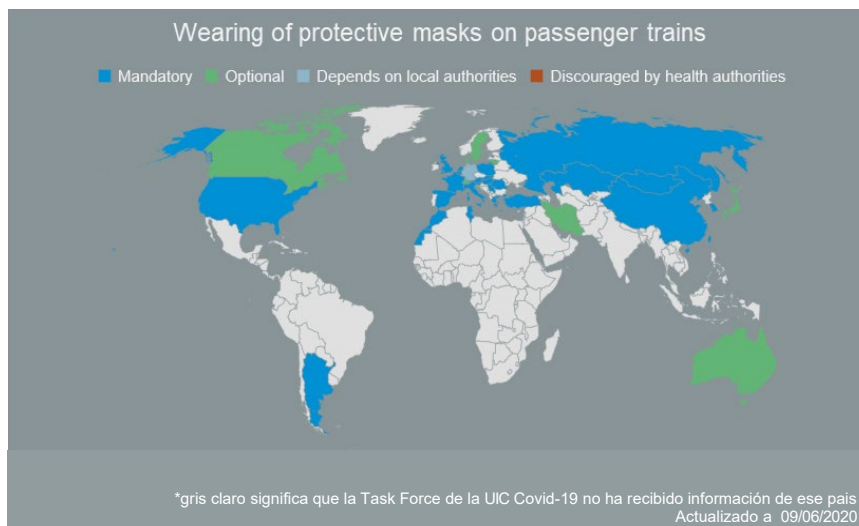 Wearing of protective masks on passenger trains
Mandatory Optional Depends on local authorities Discouraged by health authorities
*gris claro significa que la Task Force de la UIC Covid-19 no ha recibido información de ese pais
Actualizado a 09/06/2020